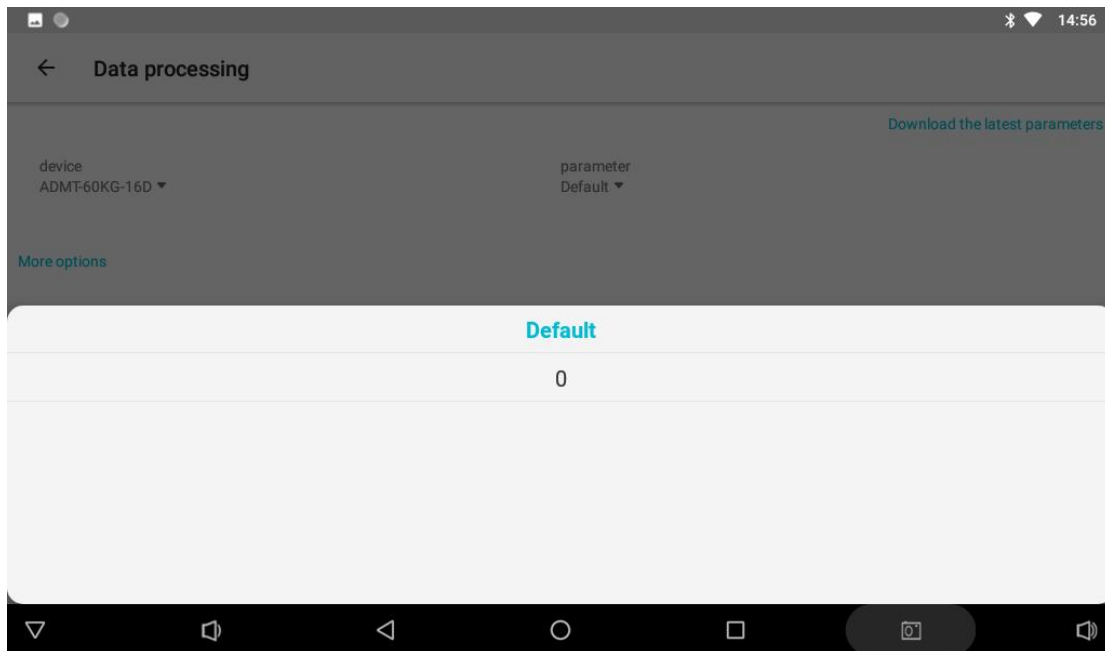 14:56
Data processing
Download the latest parameters
device
parameter
ADMT-60KG-16D
Default
More options
Default
0